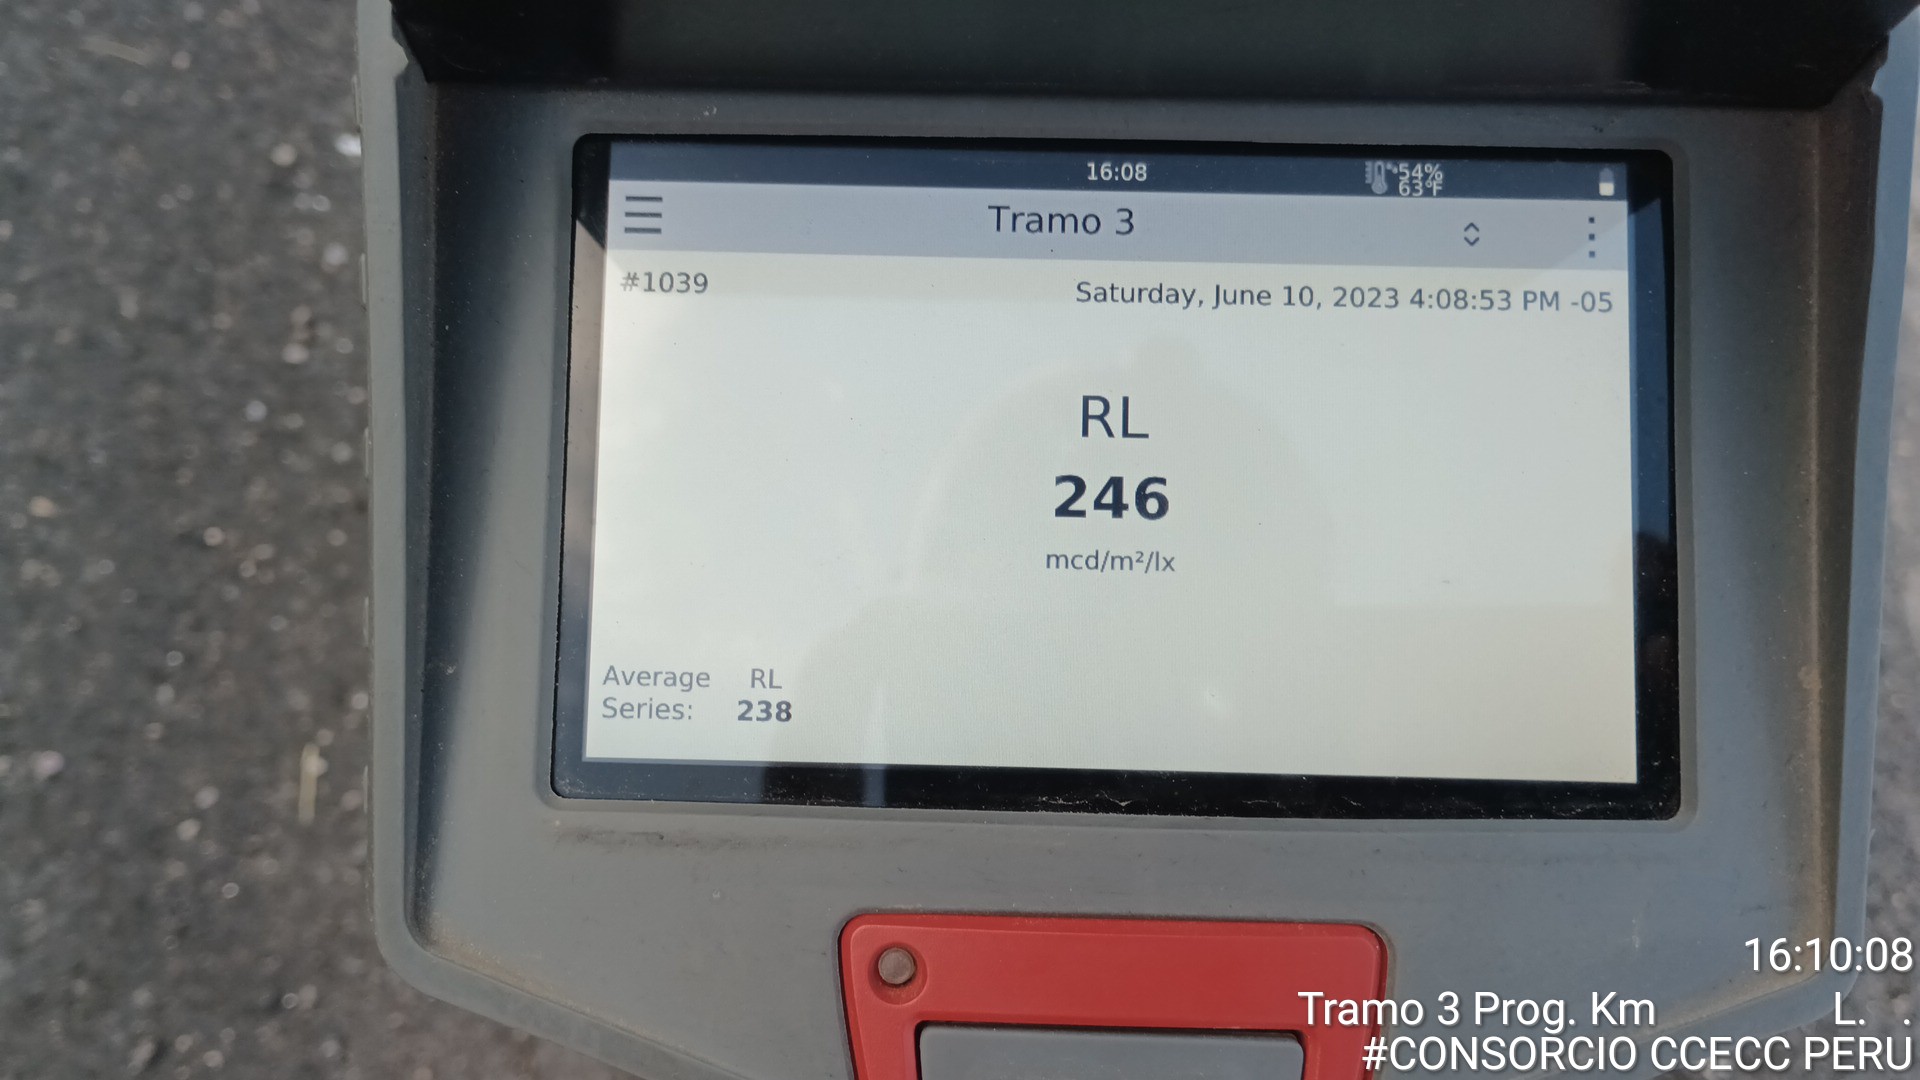 16:08
54%
63°F
Tramo 3
#1039
Saturday, June 10, 2023 4:08:53 PM -05
RL
246
mcd/m²/lx
Average RL
Series: 238
16:10:08
Tramo 3 Prog. Km L. .
#CONSORCIO CCECC PERU